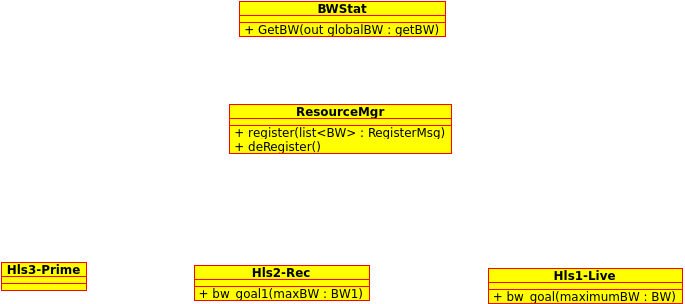 BWStat
+ GetBW(out globalBW : getBW)
ResourceMgr
+ register(list<BW> : RegisterMsg)
+ deRegister()
Hls3-Prime
Hls2-Rec
+ bw_goal1(maxBW : BW1)
Hls1-Live
+ bw_goal(maximumBW : BW)